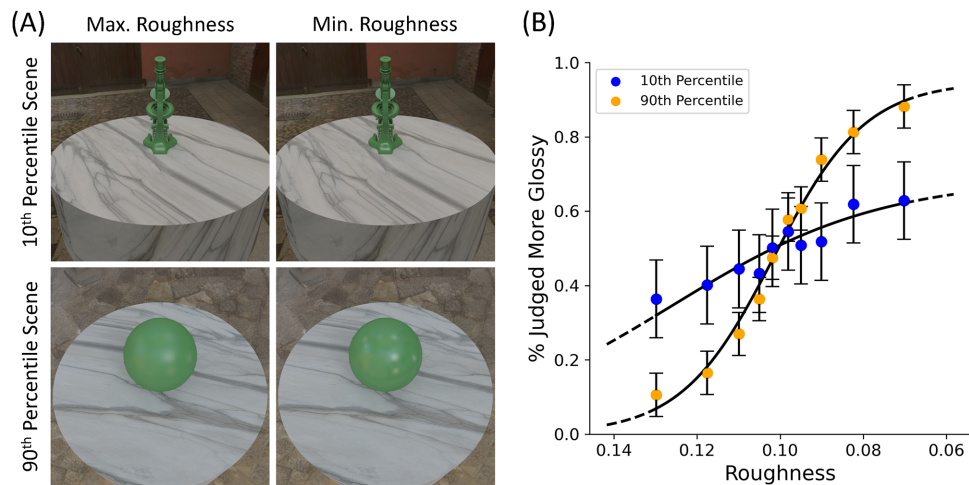 (A)
Max. Roughness
Min. Roughness
10th Percentile Scene
90th Percentile Scene
(B)
% Judged More Glossy
1.0
0.8
0.6
0.4
0.2
0.0
10th Percentile
90th Percentile
0.14
0.12
0.10
0.08
0.06
Roughness